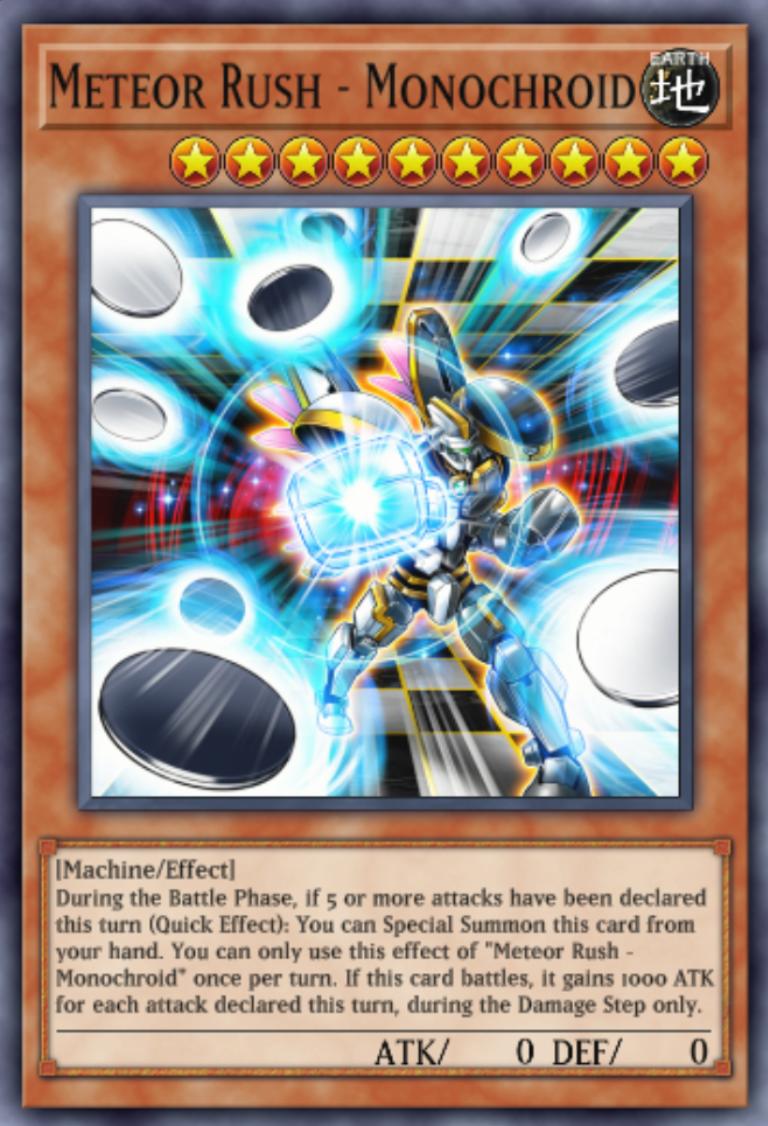 METEOR RUSH - MONOCHROID
EARTH
地
[Machine/Effect]
During the Battle Phase, if 5 or more attacks have been declared
this turn (Quick Effect): You can Special Summon this card from
your hand. You can only use this effect of "Meteor Rush -
Monochroid" once per turn. If this card battles, it gains 1000 ATK
for each attack declared this turn, during the Damage Step only.
ATK/ 0 DEF/ 0